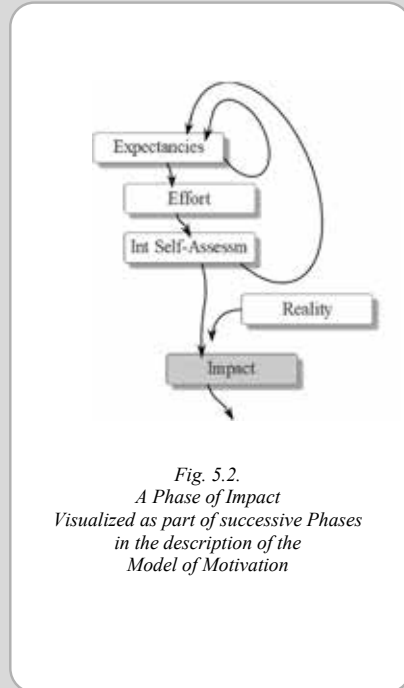 Expectancies
Effort
Int Self-Assessm
Reality
Impact
Fig. 5.2.
A Phase of Impact
Visualized as part of successive Phases
in the description of the
Model of Motivation